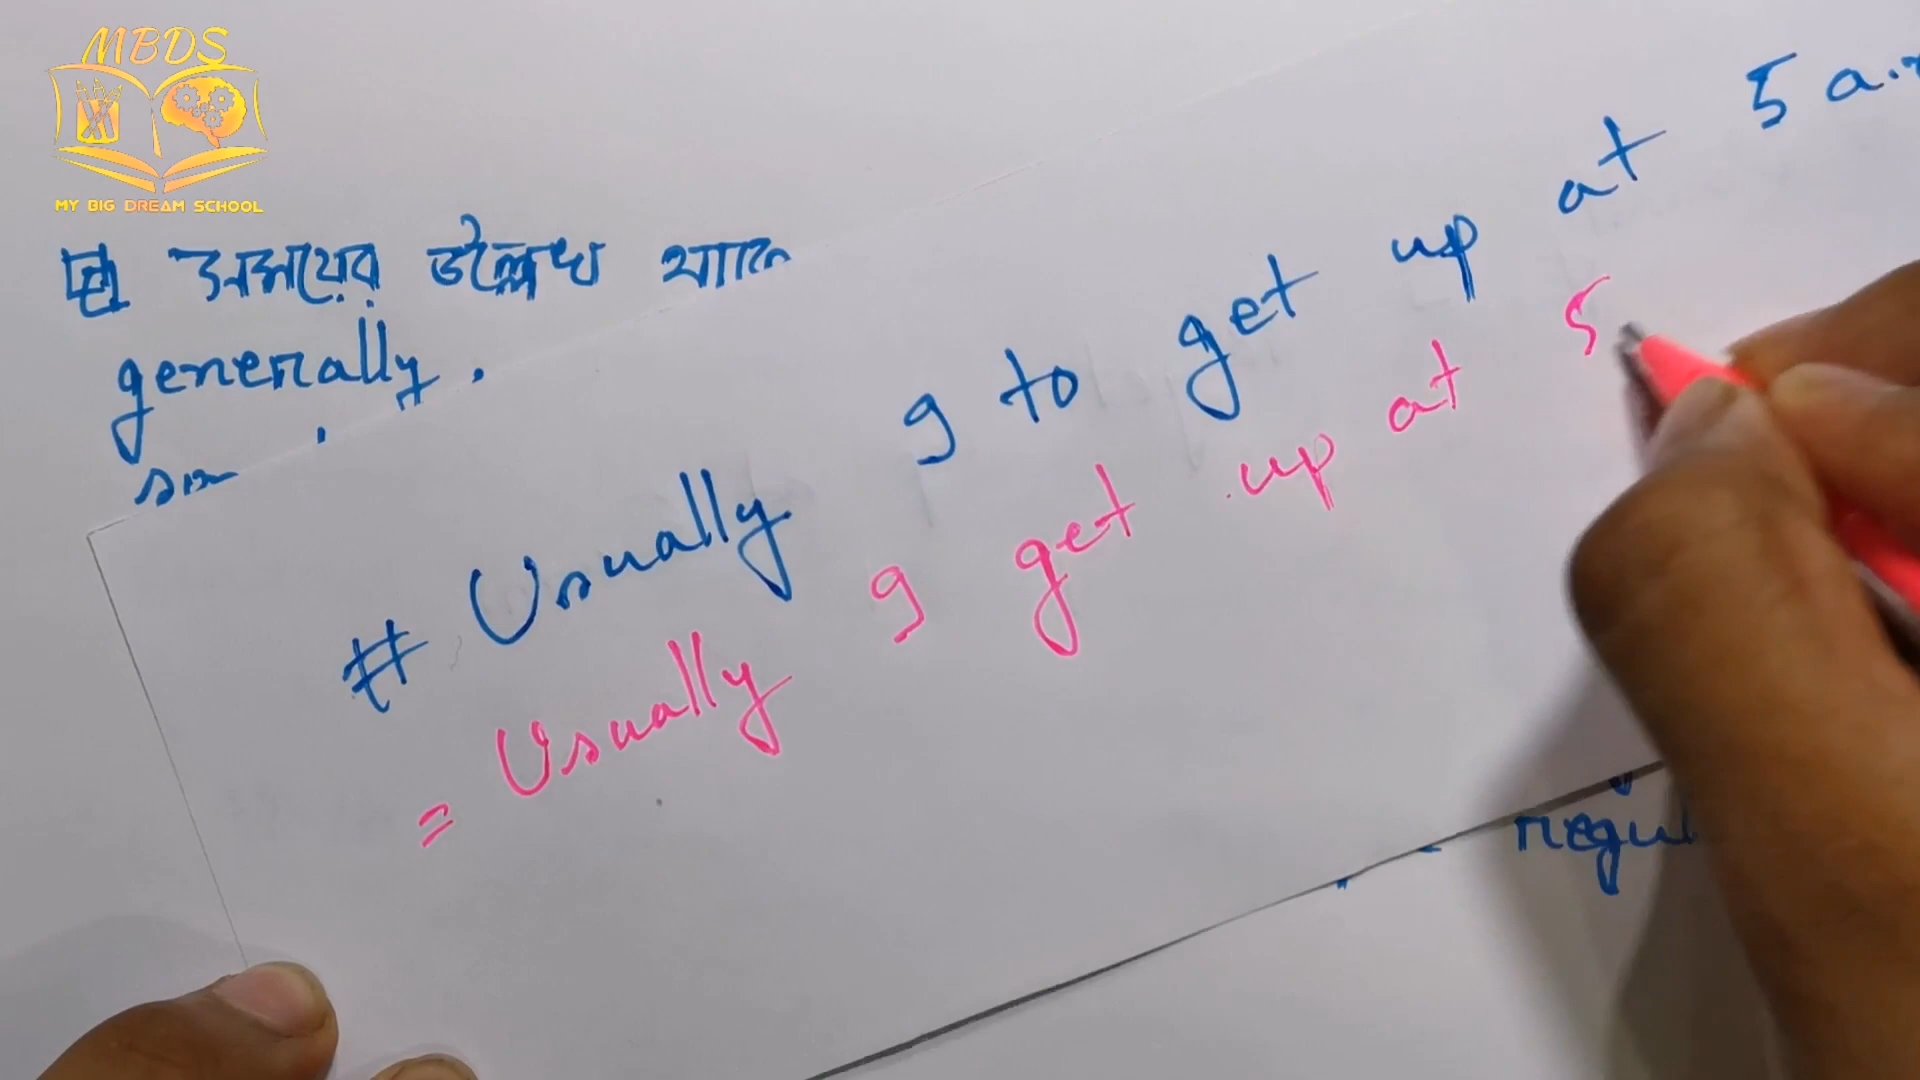 MBDS
MY BIG DREAM SCHOOL
সময়ের উল্লেখ থাকে
generally.
# Usually I to get up at 5 a.
= Usually I get up at 5
regul